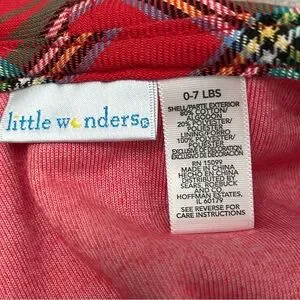 little wonders®
0-7 LBS
SHELL/PARTE EXTERIOR
80% COTTON/
ALGODON
20% POLYESTER/
POLIESTER
LINING/FORRO
100% POLYESTER/
POLIESTER
EXCLUSIVE OF DECORATION
EXCLUSIVO DE DECORACION
RN 15099
MADE IN CHINA
HECHO EN CHINA
DISTRIBUTED BY
SEARS, ROEBUCK
AND CO
HOFFMAN ESTATES,
IL 60179
SEE REVERSE FOR
CARE INSTRUCTIONS